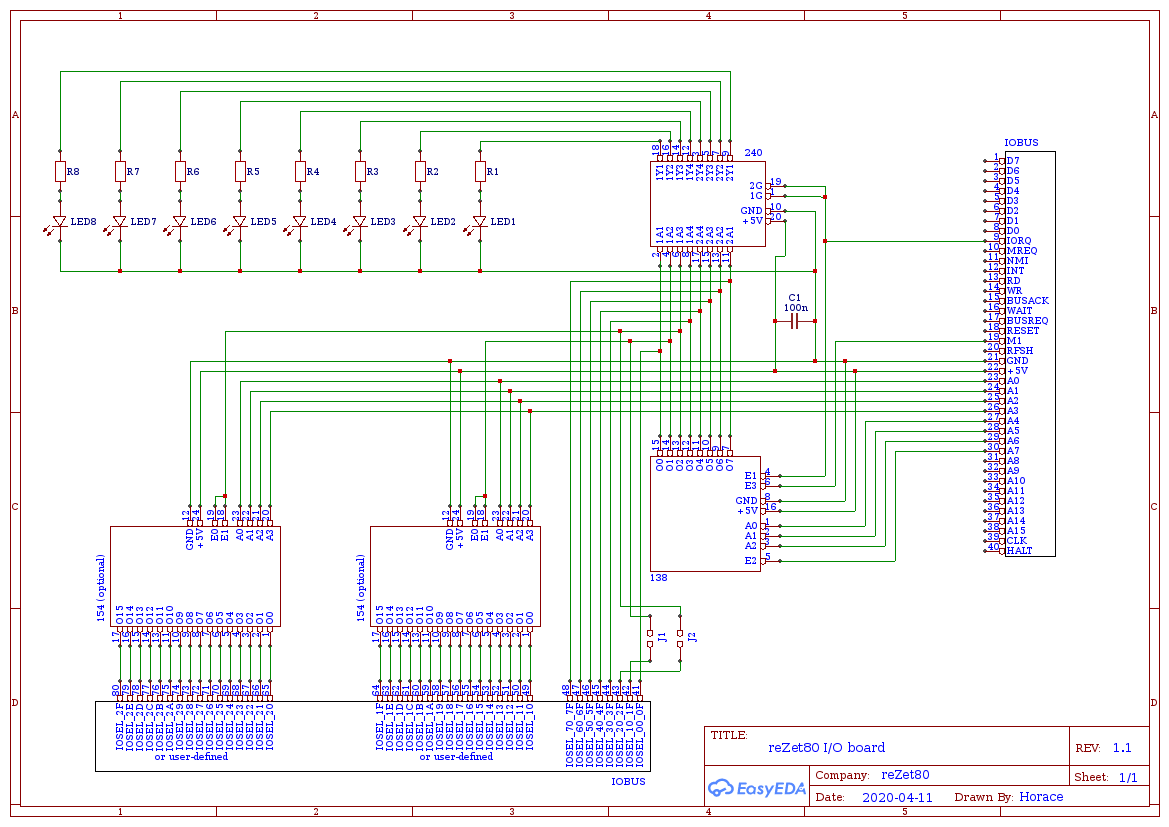 1 2 3 4 5
A A
B B
C C
D D
1 2 3 4 5
R8 R7 R6 R5 R4 R3 R2 R1
LED8 LED7 LED6 LED5 LED4 LED3 LED2 LED1
240
18 16 14 12 3 5 7 9
1Y1 1Y2 1Y3 1Y4 2Y4 2Y3 2Y2 2Y1
2G 19
1G 1
GND 10
+5V 20
1A1 1A2 1A3 1A4 2A4 2A3 2A2 2A1
2 4 6 8 17 15 13 11
C1
100n
IOBUS
1 D7
2 D6
3 D5
4 D4
5 D3
6 D2
7 D1
8 D0
9 IORQ
10 MREQ
11 NMI
12 INT
13 RD
14 WR
15 BUSACK
16 WAIT
17 BUSREQ
18 RESET
19 M1
20 RFSH
21 GND
22 +5V
23 A0
24 A1
25 A2
26 A3
27 A4
28 A5
29 A6
30 A7
31 A8
32 A9
33 A10
34 A11
35 A12
36 A13
37 A14
38 A15
39 CLK
40 HALT
15 14 13 12 11 10 9 7
O0 O1 O2 O3 O4 O5 O6 O7
E1 4
E3 6
GND 8
+5V 16
A0 1
A1 2
A2 3
E2 5
138
12 24 19 18 23 22 21 20
GND +5V E0 E1 A0 A1 A2 A3
154 (optional)
O15 O14 O13 O12 O11 O10 O9 O8 O7 O6 O5 O4 O3 O2 O1 O0
17 16 15 14 13 11 10 9 8 7 6 5 4 3 2 1
12 24 19 18 23 22 21 20
GND +5V E0 E1 A0 A1 A2 A3
154 (optional)
O15 O14 O13 O12 O11 O10 O9 O8 O7 O6 O5 O4 O3 O2 O1 O0
17 16 15 14 13 11 10 9 8 7 6 5 4 3 2 1
J1 J2
80 79 78 77 76 75 74 73 72 71 70 69 68 67 66 65
IOSEL_2F IOSEL_2E IOSEL_2D IOSEL_2C IOSEL_2B IOSEL_2A IOSEL_29 IOSEL_28 IOSEL_27 IOSEL_26 IOSEL_25 IOSEL_24 IOSEL_23 IOSEL_22 IOSEL_21 IOSEL_20
or user-defined
64 63 62 61 60 59 58 57 56 55 54 53 52 51 50 49
IOSEL_1F IOSEL_1E IOSEL_1D IOSEL_1C IOSEL_1B IOSEL_1A IOSEL_19 IOSEL_18 IOSEL_17 IOSEL_16 IOSEL_15 IOSEL_14 IOSEL_13 IOSEL_12 IOSEL_11 IOSEL_10
or user-defined
48 47 46 45 44 43 42 41
IOSEL_70_7F IOSEL_60_6F IOSEL_50_5F IOSEL_40_4F IOSEL_30_3F IOSEL_20_2F IOSEL_10_1F IOSEL_00_0F
IOBUS
TITLE:
reZet80 I/O board
REV: 1.1
EasyEDA
Company: reZet80
Sheet: 1/1
Date: 2020-04-11 Drawn By: Horace